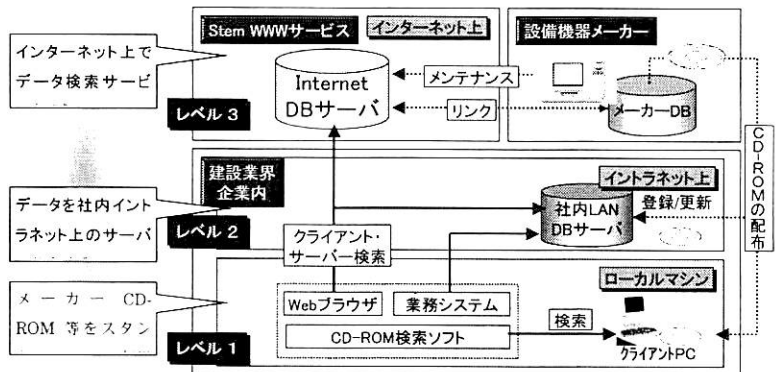 Stem WWWサービス
インターネット上
設備機器メーカー
インターネット上で
データ検索サービ
Internet
DBサーバ
メンテナンス
リンク
メーカーDB
レベル 3
CD-ROMの配布
建設業界
企業内
イントラネット上
データを社内イント
ラネット上のサーバ
社内LAN
DBサーバ
登録/更新
レベル 2
クライアント・
サーバー検索
ローカルマシン
メーカー CD-
ROM 等をスタン
Webブラウザ
業務システム
検索
CD-ROM検索ソフト
クライアントPC
レベル 1